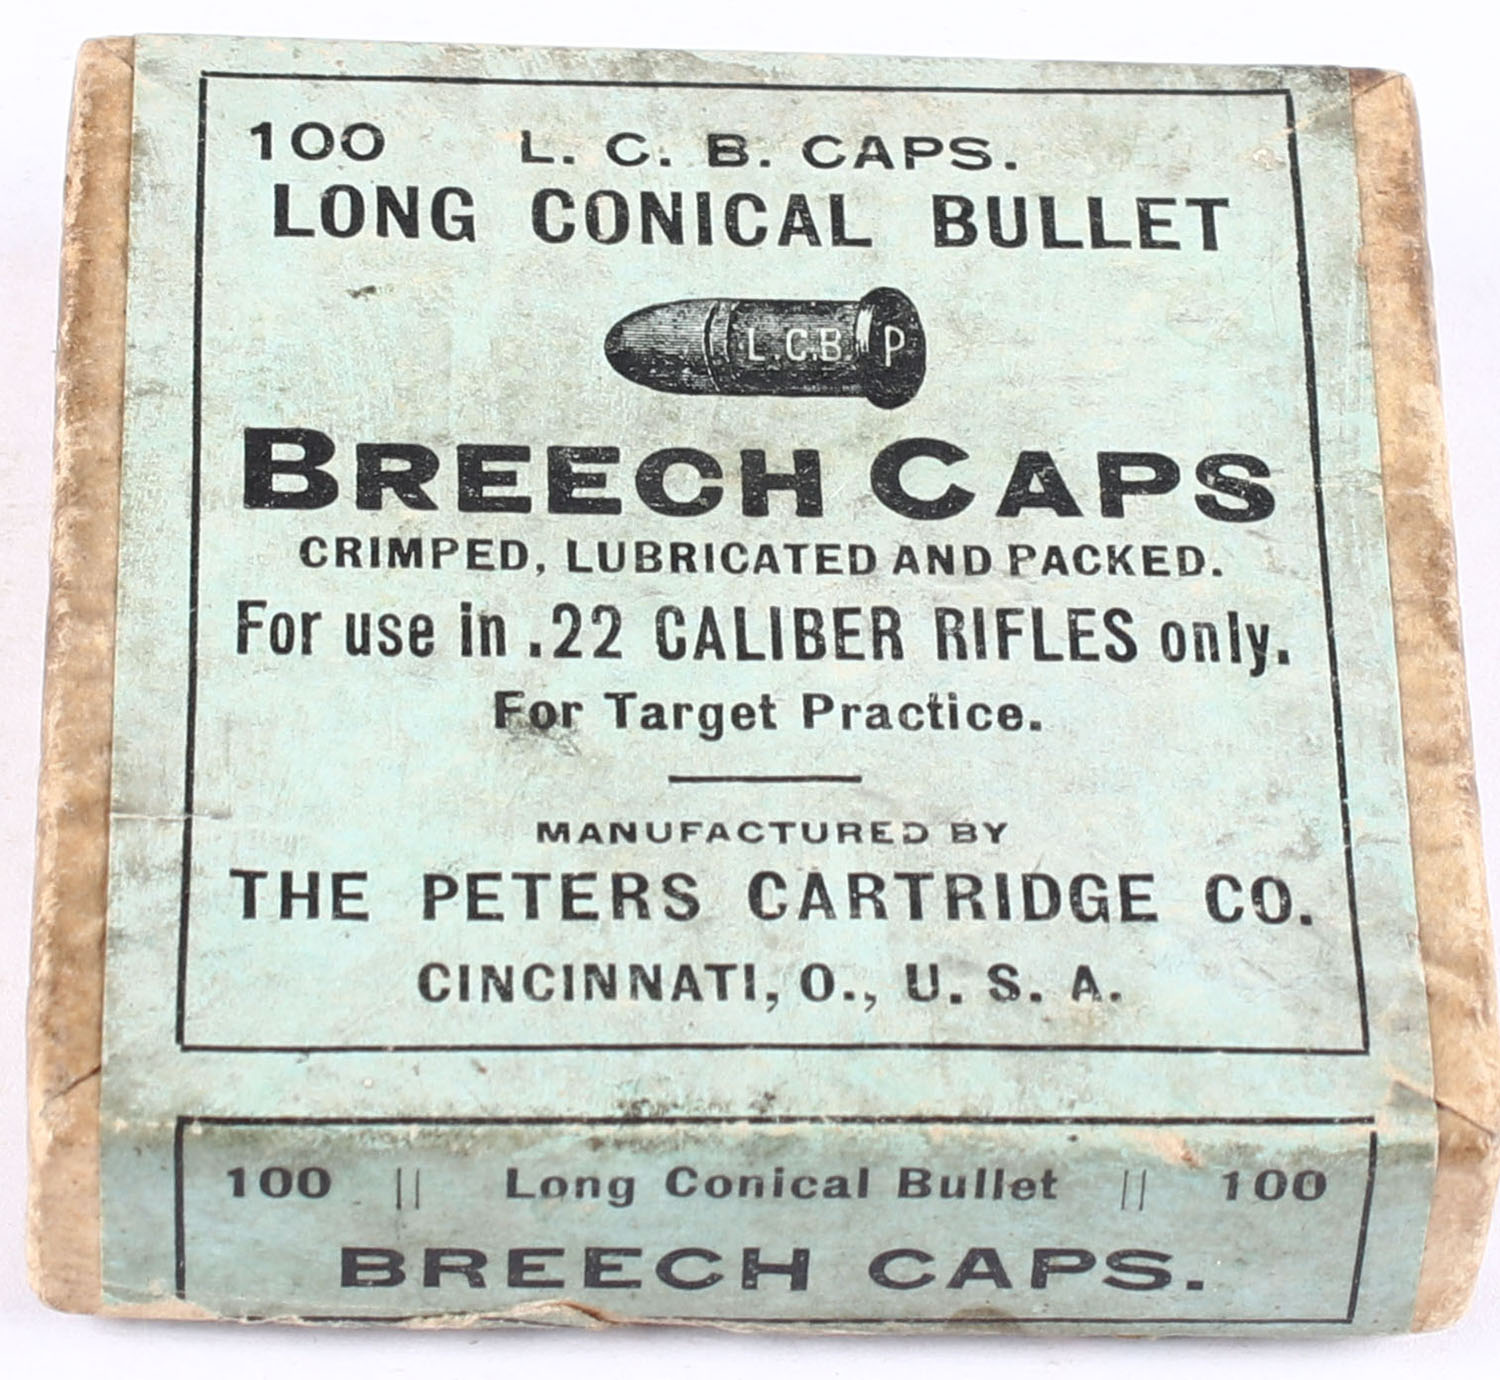 100 L. C. B. CAPS.
LONG CONICAL BULLET
L.C.B. P
BREECH CAPS
CRIMPED, LUBRICATED AND PACKED.
For use in .22 CALIBER RIFLES only.
For Target Practice.
MANUFACTURED BY
THE PETERS CARTRIDGE CO.
CINCINNATI, O., U. S. A.
100 || Long Conical Bullet || 100
BREECH CAPS.